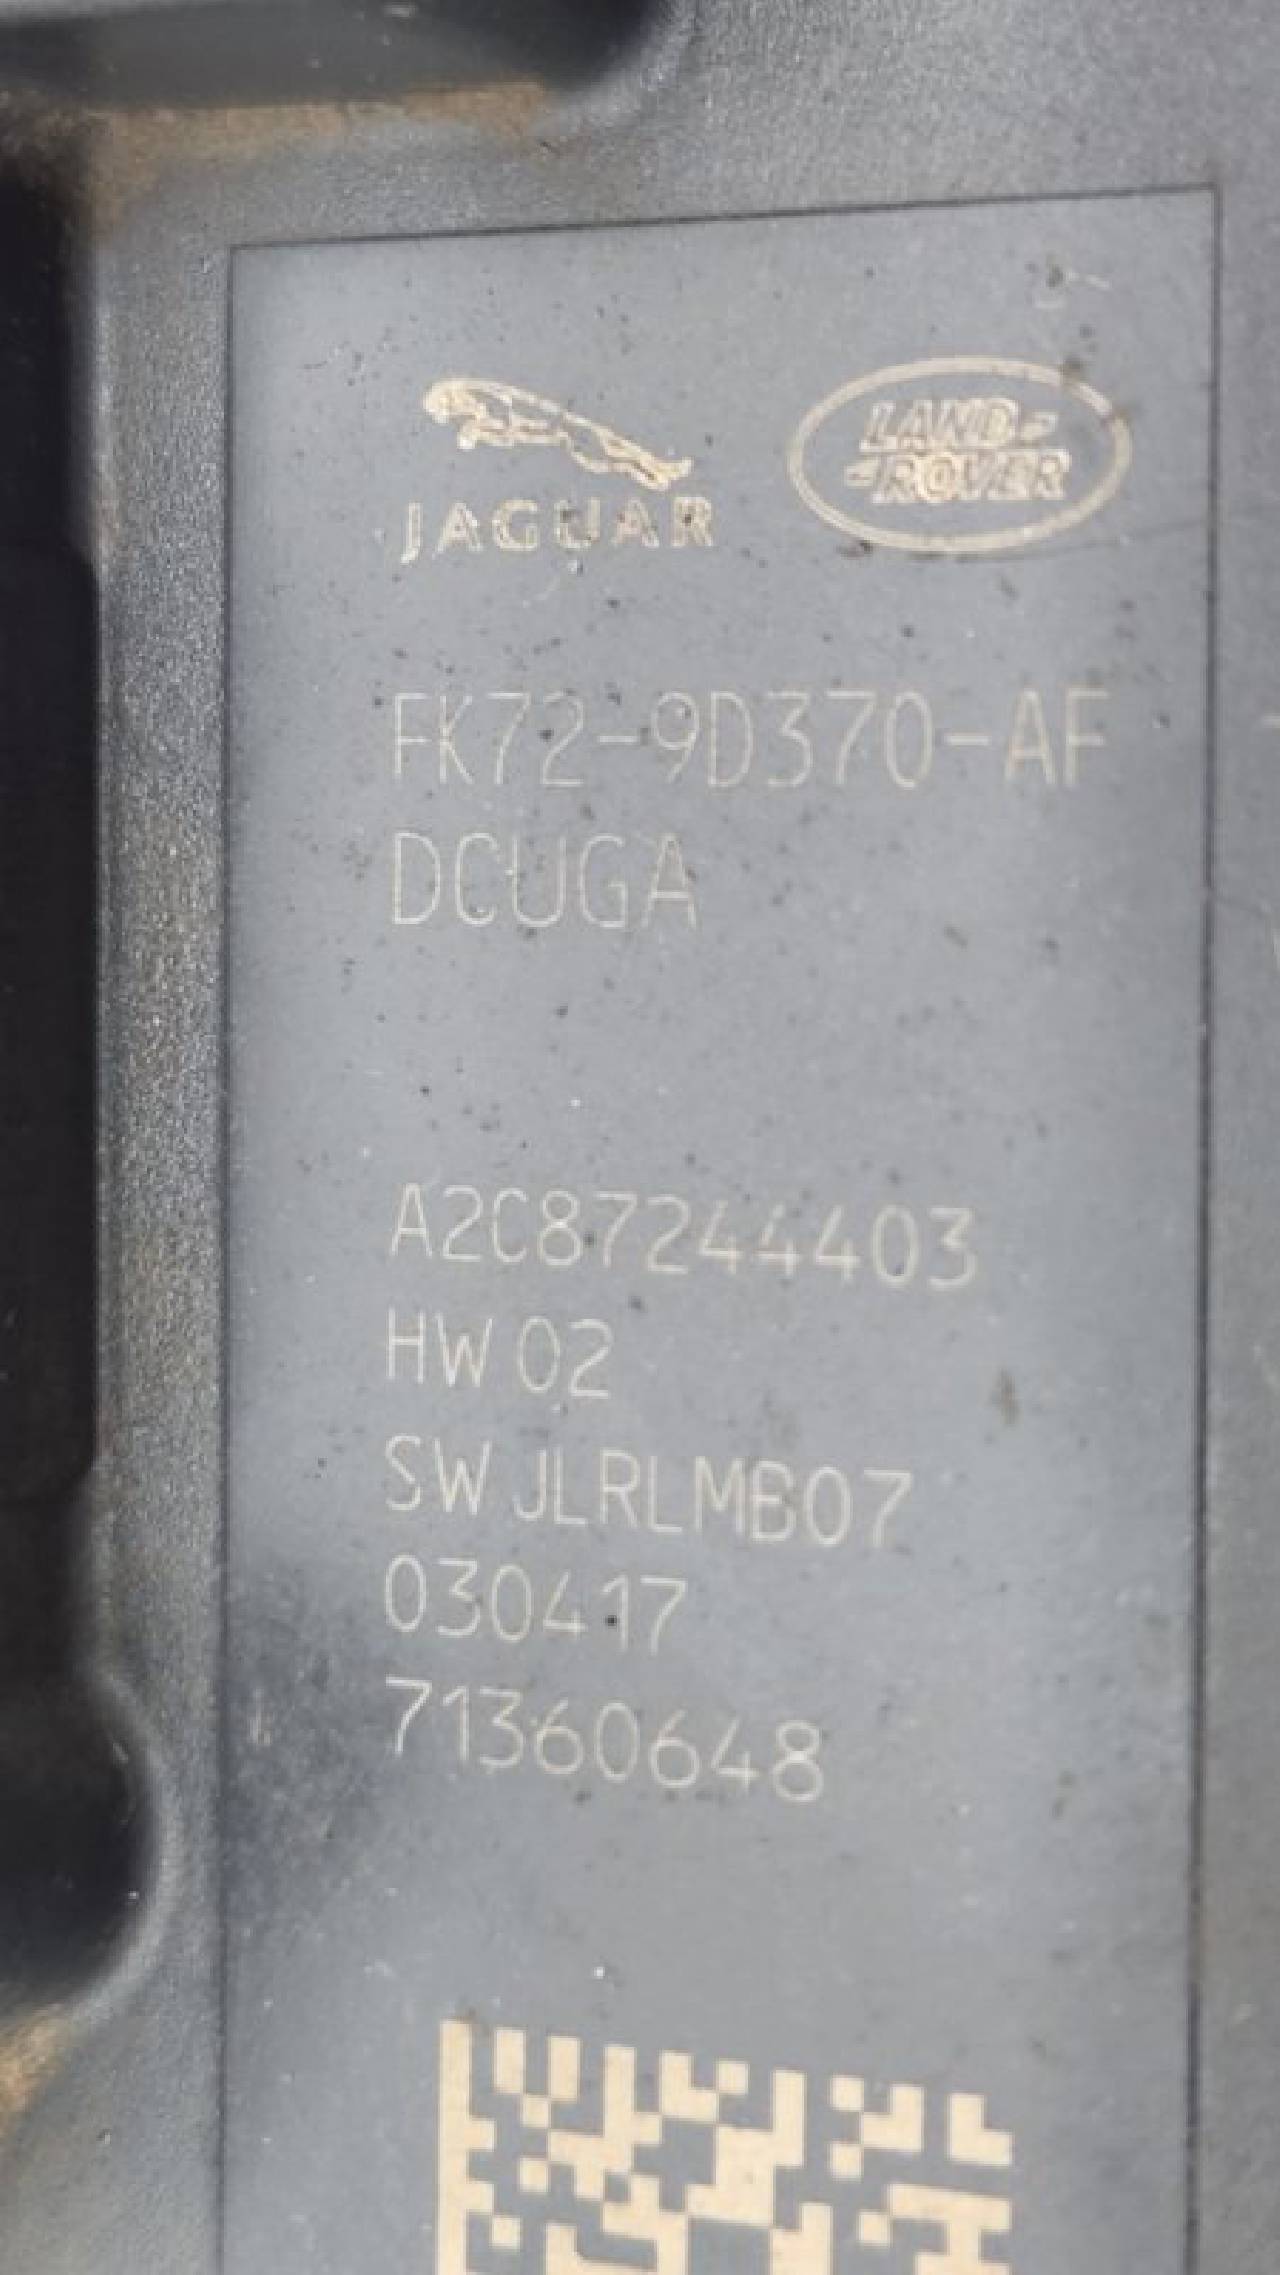 JAGUAR
LAND
ROVER
FK72-9D370-AF
DCUGA
A2C87244403
HW 02
SW JLRLMB07
030417
71360648